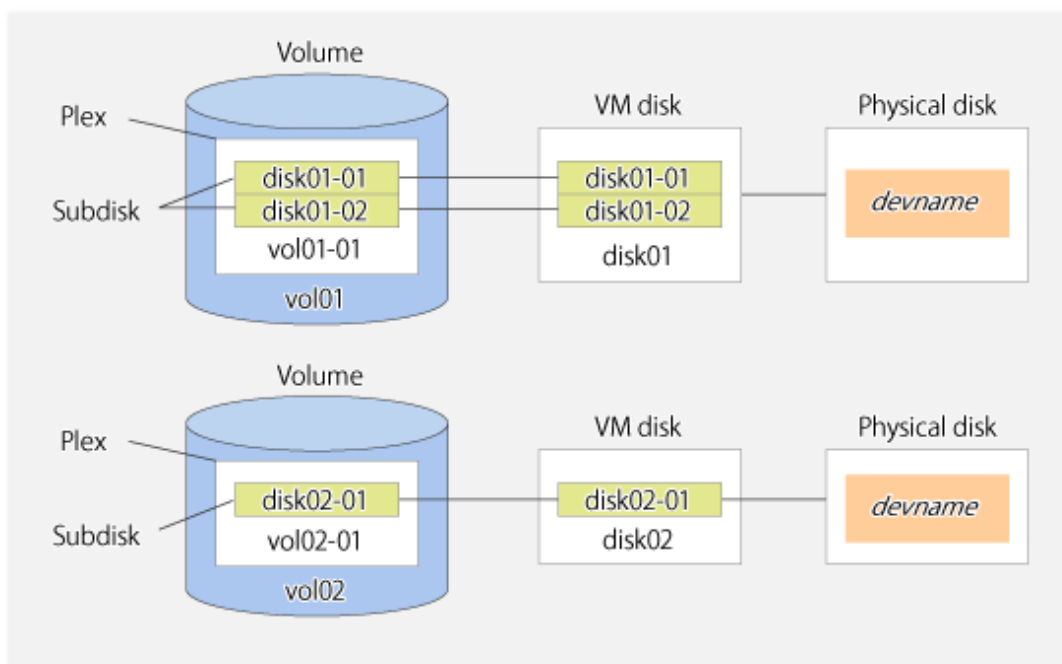 Volume
VM disk
Physical disk
Plex
disk01-01
disk01-01
devname
Subdisk
disk01-02
disk01-02
vol01-01
disk01
vol01
Volume
VM disk
Physical disk
Plex
disk02-01
disk02-01
devname
Subdisk
vol02-01
disk02
vol02